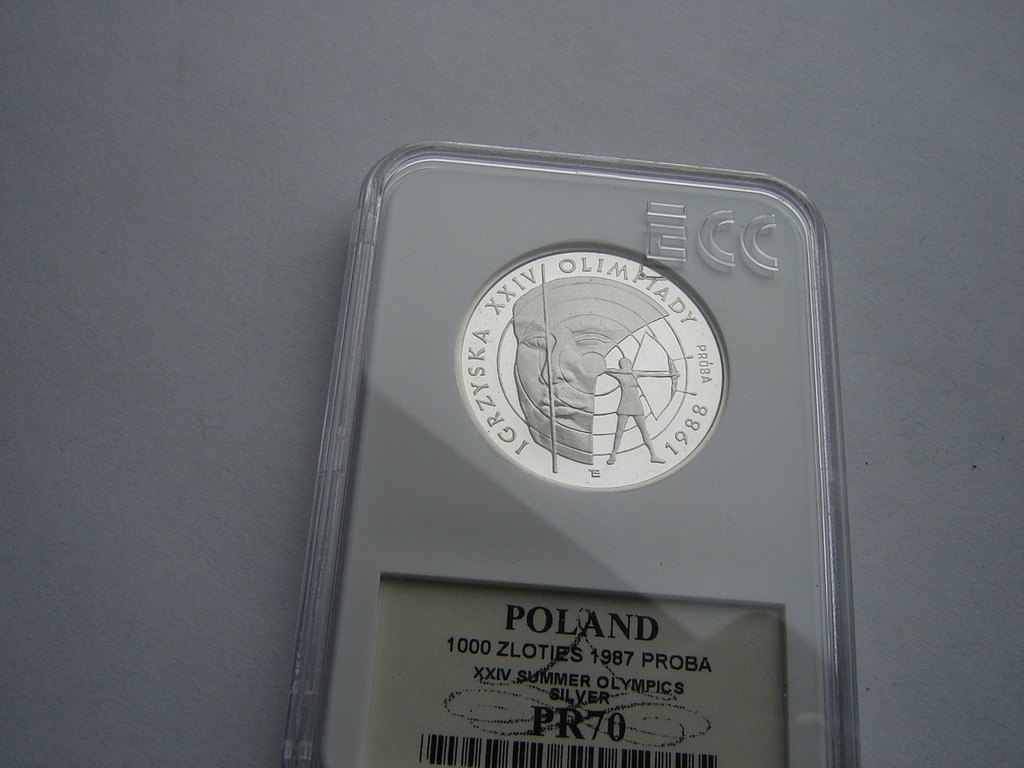 ECC
IGRZYSKA XXIV OLIMPIADY 1988
PRÓBA
POLAND
1000 ZLOTIES 1987 PROBA
XXIV SUMMER OLYMPICS
SILVER
PR70